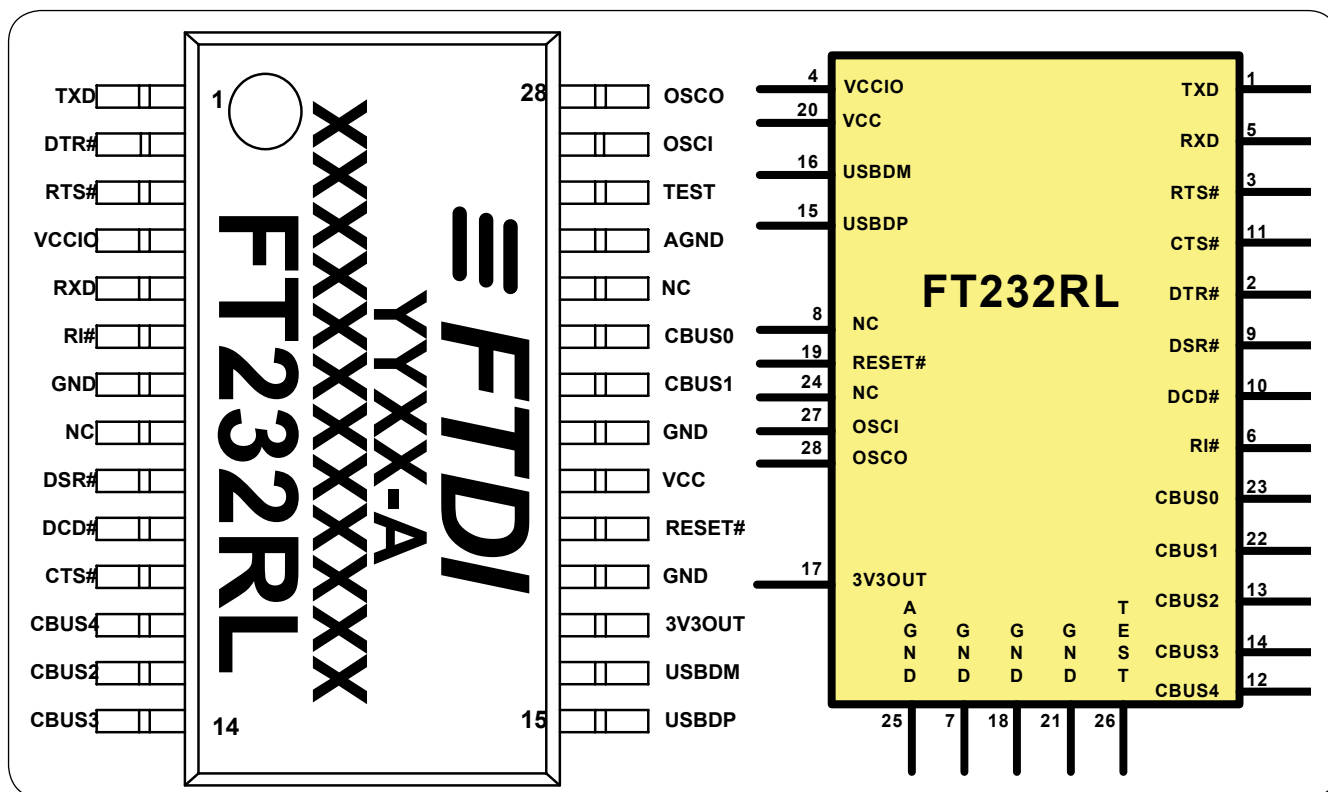 TXD
DTR#
RTS#
VCCIO
RXD
RI#
GND
NC
DSR#
DCD#
CTS#
CBUS4
CBUS2
CBUS3
1
14
28
15
FTDI
YYXX-A
XXXXXXXXXXXX
FT232RL
OSCO
OSCI
TEST
AGND
NC
CBUS0
CBUS1
GND
VCC
RESET#
GND
3V3OUT
USBDM
USBDP
FT232RL
4 VCCIO
20 VCC
16 USBDM
15 USBDP
8 NC
19 RESET#
24 NC
27 OSCI
28 OSCO
17 3V3OUT
TXD 1
RXD 5
RTS# 3
CTS# 11
DTR# 2
DSR# 9
DCD# 10
RI# 6
CBUS0 23
CBUS1 22
CBUS2 13
CBUS3 14
CBUS4 12
AGND 25
GND 7
GND 18
GND 21
TEST 26